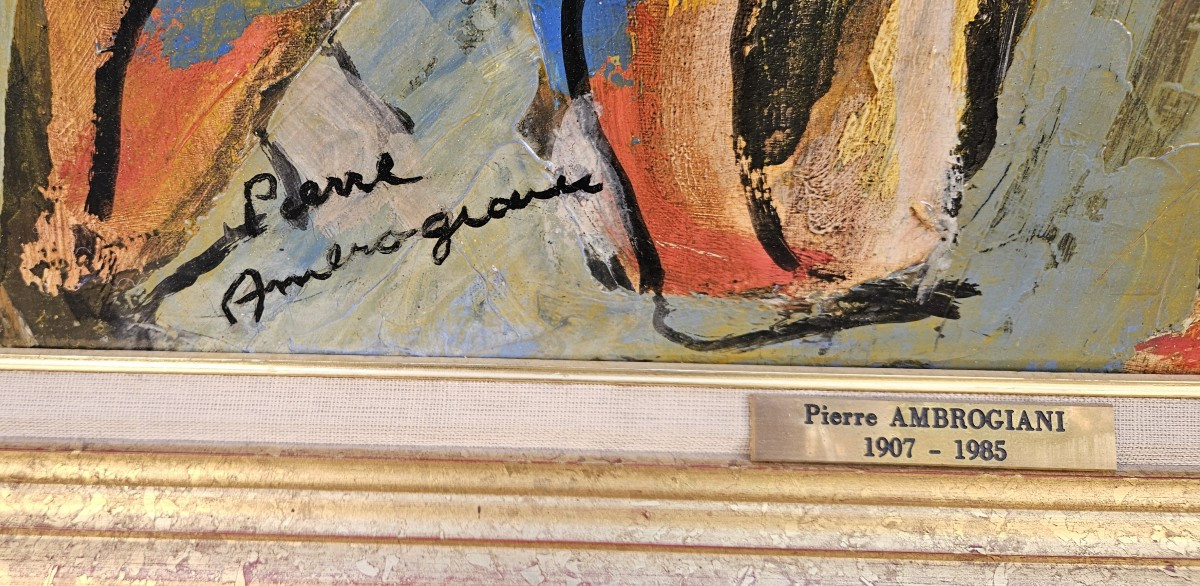 Pierre
Ambrogiani
Pierre AMBROGIANI
1907 - 1985